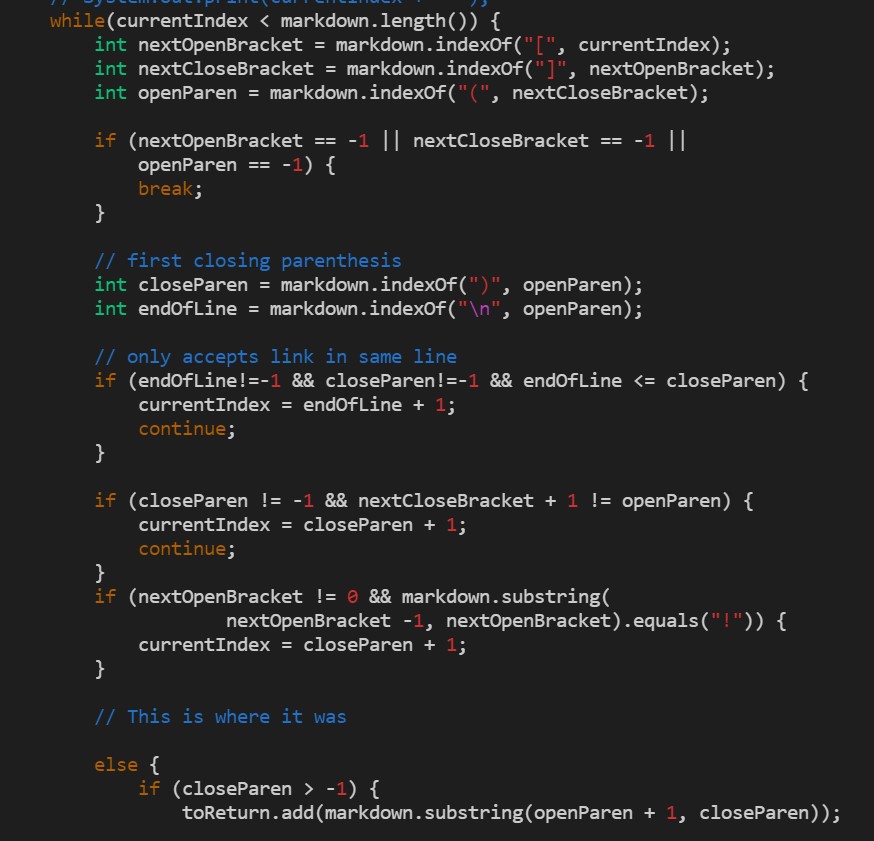 while(currentIndex < markdown.length()) {
int nextOpenBracket = markdown.indexOf("[", currentIndex);
int nextCloseBracket = markdown.indexOf("]", nextOpenBracket);
int openParen = markdown.indexOf("(", nextCloseBracket);
if (nextOpenBracket == -1 || nextCloseBracket == -1 ||
openParen == -1) {
break;
}
// first closing parenthesis
int closeParen = markdown.indexOf(")", openParen);
int endOfLine = markdown.indexOf("\n", openParen);
// only accepts link in same line
if (endOfLine!=-1 && closeParen!=-1 && endOfLine <= closeParen) {
currentIndex = endOfLine + 1;
continue;
}
if (closeParen != -1 && nextCloseBracket + 1 != openParen) {
currentIndex = closeParen + 1;
continue;
}
if (nextOpenBracket != 0 && markdown.substring(
nextOpenBracket -1, nextOpenBracket).equals("!")) {
currentIndex = closeParen + 1;
}
// This is where it was
else {
if (closeParen > -1) {
toReturn.add(markdown.substring(openParen + 1, closeParen));